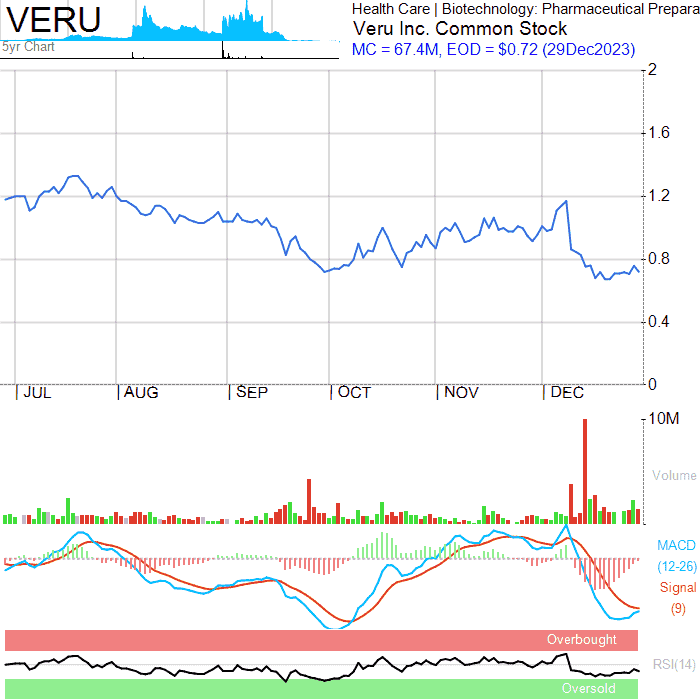 VERU
5yr Chart
Health Care | Biotechnology: Pharmaceutical Prepara
Veru Inc. Common Stock
MC = 67.4M, EOD = $0.72 (29Dec2023)
2
1.6
1.2
0.8
0.4
0
JUL AUG SEP OCT NOV DEC
10M
Volume
MACD
(12-26)
Signal
(9)
Overbought
RSI(14)
Oversold